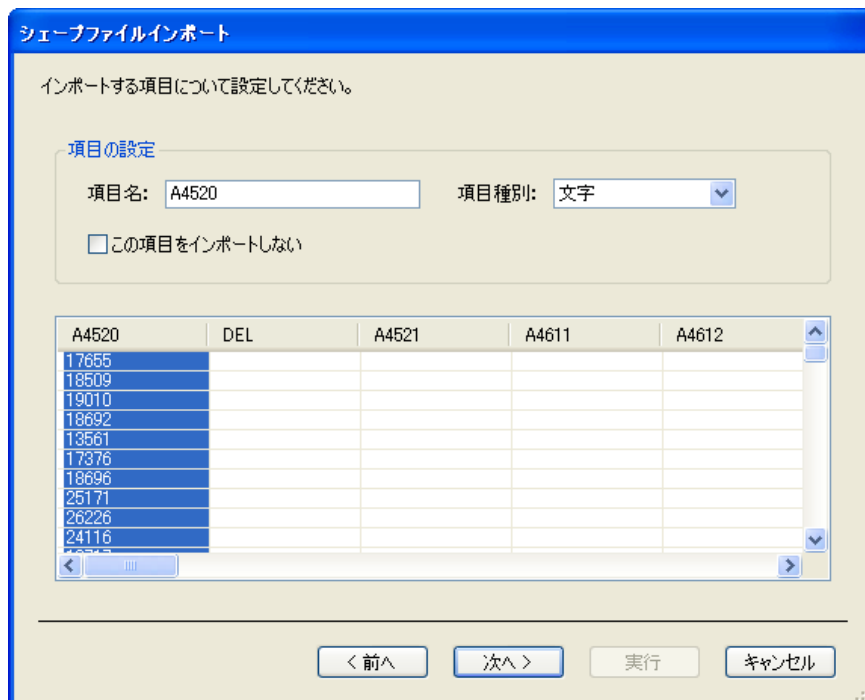 シェープファイルインポート
インポートする項目について設定してください。
項目の設定
項目名: A4520 項目種別: 文字
この項目をインポートしない
A4520 DEL A4521 A4611 A4612
17655
18509
19010
18692
13561
17376
18696
25171
26226
24116
< 前へ 次へ > 実行 キャンセル